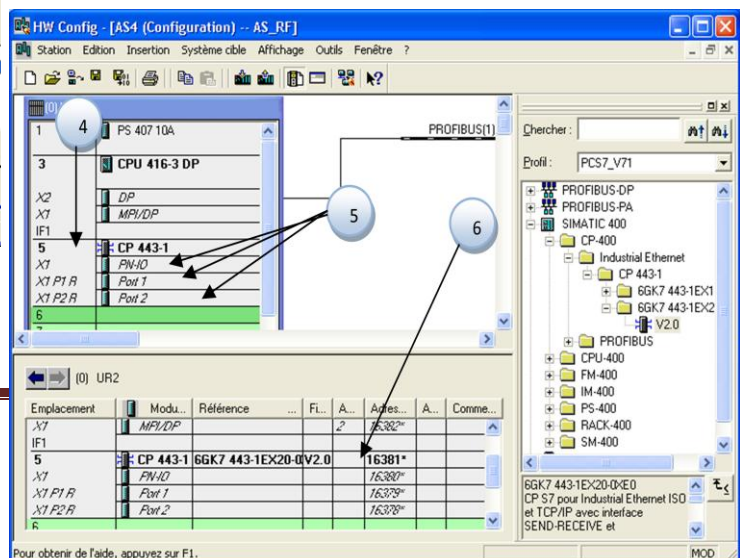 HW Config - [AS4 (Configuration) -- AS_RF]
Station Edition Insertion Système cible Affichage Outils Fenêtre ?
4
1 PS 407 10A
3 CPU 416-3 DP
X2 DP
X1 MPI/DP
IF1
5 CP 443-1
X1 PN-IO
X1 P1 R Port 1
X1 P2 R Port 2
6
PROFIBUS(1)
5
6
(0) UR2
Emplacement Modu... Référence ... Fi... A... Adres... A... Comme...
X1 MPI/DP 2 16382*
IF1
5 CP 443-1 6GK7 443-1EX20-0 V2.0 16381*
X1 PN-IO 16380*
X1 P1 R Port 1 16379*
X1 P2 R Port 2 16378*
6
Chercher :
Profil : PCS7_V71
PROFIBUS-DP
PROFIBUS-PA
SIMATIC 400
CP-400
Industrial Ethernet
CP 443-1
6GK7 443-1EX1
6GK7 443-1EX2
V2.0
PROFIBUS
CPU-400
FM-400
IM-400
PS-400
RACK-400
SM-400
6GK7 443-1EX20-0XE0
CP S7 pour Industrial Ethernet ISO
et TCP/IP avec interface
SEND-RECEIVE et
Pour obtenir de l'aide, appuyez sur F1.
MOD